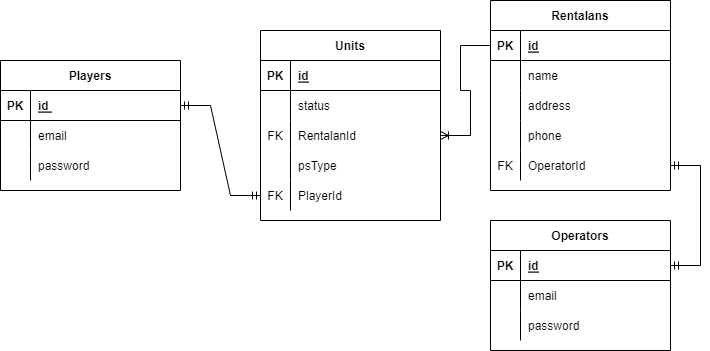 Players
PK id
email
password
Units
PK id
status
FK RentalanId
psType
FK PlayerId
Rentalans
PK id
name
address
phone
FK OperatorId
Operators
PK id
email
password